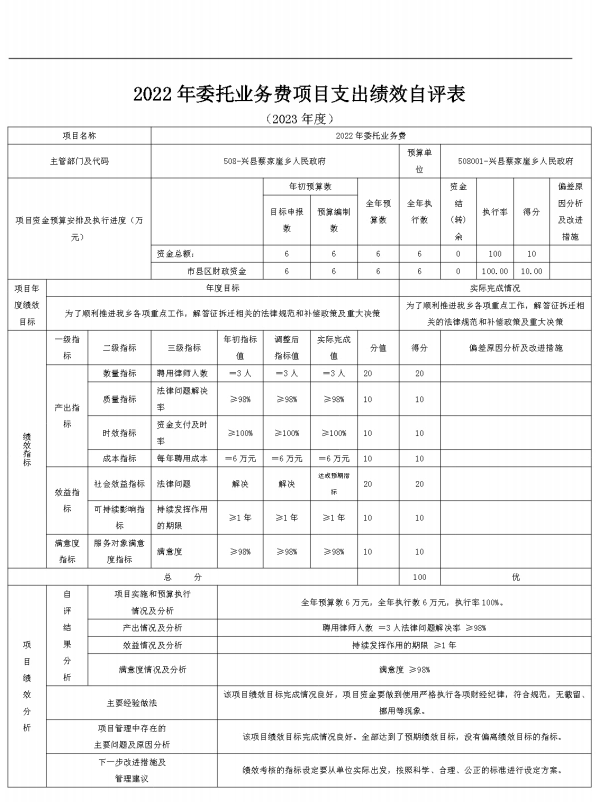 2022 年委托业务费项目支出绩效自评表
（2023 年度）
项目名称 2022 年委托业务费
主管部门及代码 508-兴县蔡家崖乡人民政府 预算单位 508001-兴县蔡家崖乡人民政府
项目资金预算安排及执行进度（万元） 年初预算数 全年预算数 全年执行数 资金结（转）余 执行率 得分 偏差原因分析及改进措施
目标申报数 预算编制数
资金总额： 6 6 6 6 0 100 10
市县区财政资金 6 6 6 6 0 100.00 10.00
项目年度绩效目标 年度目标 实际完成情况
为了顺利推进我乡各项重点工作，解答征拆迁相关的法律规范和补偿政策及重大决策 为了顺利推进我乡各项重点工作，解答征拆迁相关的法律规范和补偿政策及重大决策
绩效指标 一级指标 二级指标 三级指标 年初指标值 调整后指标值 实际完成值 分值 得分 偏差原因分析及改进措施
产出指标 数量指标 聘用律师人数 ＝3 人 ＝3 人 ＝3 人 20 20
质量指标 法律问题解决率 ≥98% ≥98% ≥98% 10 10
时效指标 资金支付及时率 ≥100% ≥100% ≥100% 10 10
成本指标 每年聘用成本 ＝6 万元 ＝6 万元 ＝6 万元 10 10
效益指标 社会效益指标 法律问题 解决 解决 达成预期指标 20 20
可持续影响指标 持续发挥作用的期限 ≥1 年 ≥1 年 ≥1 年 10 10
满意度指标 服务对象满意度指标 满意度 ≥98% ≥98% ≥98% 10 10
总 分 100 优
项目绩效分析 自评结果分析 项目实施和预算执行情况及分析 全年预算数 6 万元，全年执行数 6 万元，执行率 100%。
产出情况及分析 聘用律师人数 ＝3 人法律问题解决率 ≥98%
效益情况及分析 持续发挥作用的期限 ≥1 年
满意度情况及分析 满意度 ≥98%
主要经验做法 该项目绩效目标完成情况良好，项目资金要做到使用严格执行各项财经纪律，符合规范，无截留、挪用等现象。
项目管理中存在的主要问题及原因分析 该项目绩效目标完成情况良好。全部达到了预期绩效目标，没有偏离绩效目标的指标。
下一步改进措施及管理建议 绩效考核的指标设定要从单位实际出发，按照科学、合理、公正的标准进行设定方案。